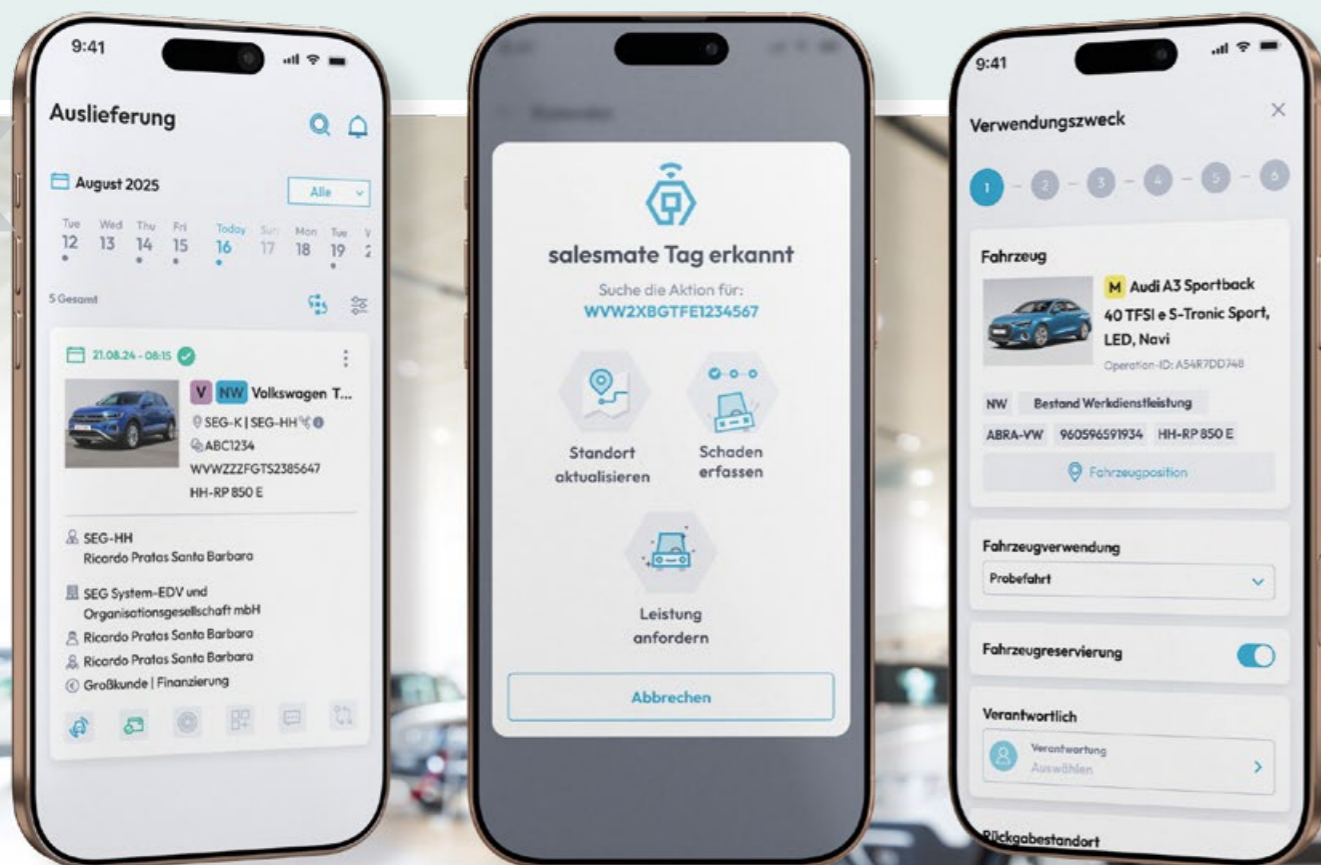 9:41
Auslieferung
August 2025
Alle
Tue Wed Thu Fri Today Sun Mon Tue
12 13 14 15 16 17 18 19
5 Gesamt
21.08.24 - 08:15
V NW Volkswagen T...
SEG-K | SEG-HH
ABC1234
WVWZZZFGTS2385647
HH-RP 850 E
SEG-HH
Ricardo Pratas Santa Barbara
SEG System-EDV und
Organisationsgesellschaft mbH
Ricardo Pratas Santa Barbara
Ricardo Pratas Santa Barbara
Großkunde | Finanzierung
salesmate Tag erkannt
Suche die Aktion für:
WVW2XBGTFE1234567
Standort
aktualisieren
Schaden
erfassen
Leistung
anfordern
Abbrechen
9:41
Verwendungszweck
1 - 2 - 3 - 4 - 5 - 6
Fahrzeug
M Audi A3 Sportback
40 TFSI e S-Tronic Sport,
LED, Navi
Operation-ID: A54R7DD748
NW Bestand Werkdienstleistung
ABRA-VW 960596591934 HH-RP 850 E
Fahrzeugposition
Fahrzeugverwendung
Probefahrt
Fahrzeugreservierung
Verantwortlich
Verantwortung
Auswählen
Rückgabestandort